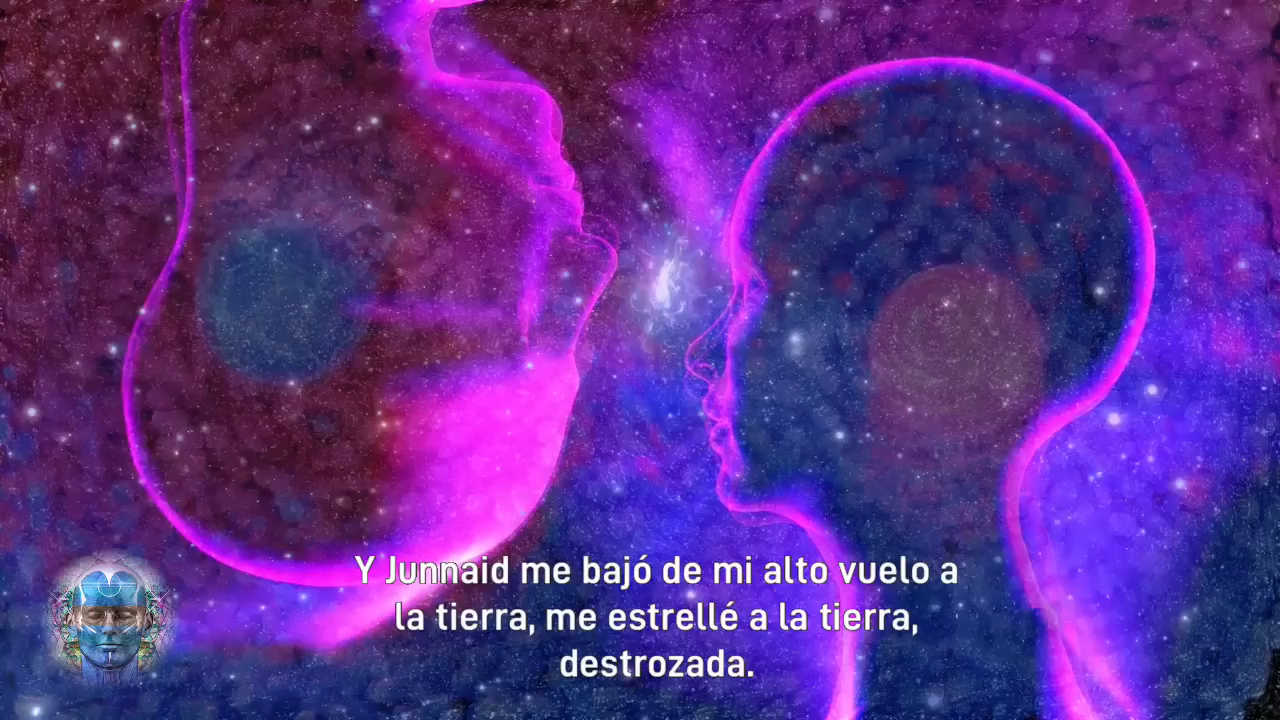 Y Junnaid me bajó de mi alto vuelo a
la tierra, me estrellé a la tierra,
destrozada.